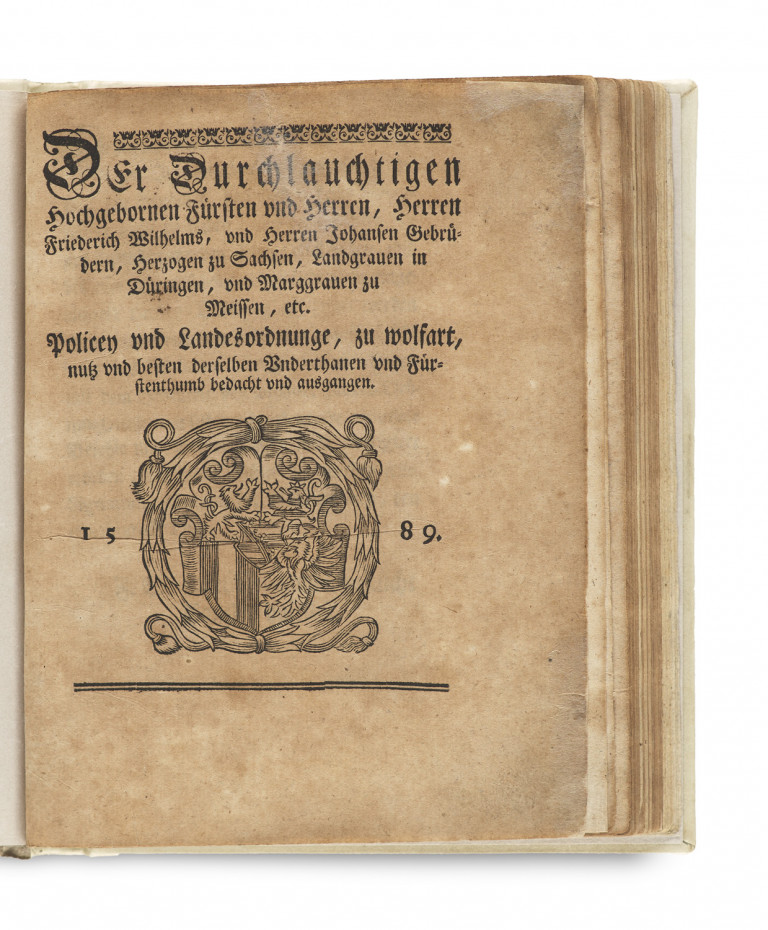 DEr Durchlauchtigen
Hochgebornen Fürsten vnd Herren, Herren
Friederich Wilhelms, vnd Herren Johansen Gebrü-
dern, Herzogen zu Sachsen, Landgrauen in
Düringen, vnd Marggrauen zu
Meissen, etc.
Policey vnd Landesordnunge, zu wolfart,
nutz vnd besten derselben Vnderthanen vnd Für-
stenthumb bedacht vnd ausgangen.
15 89.